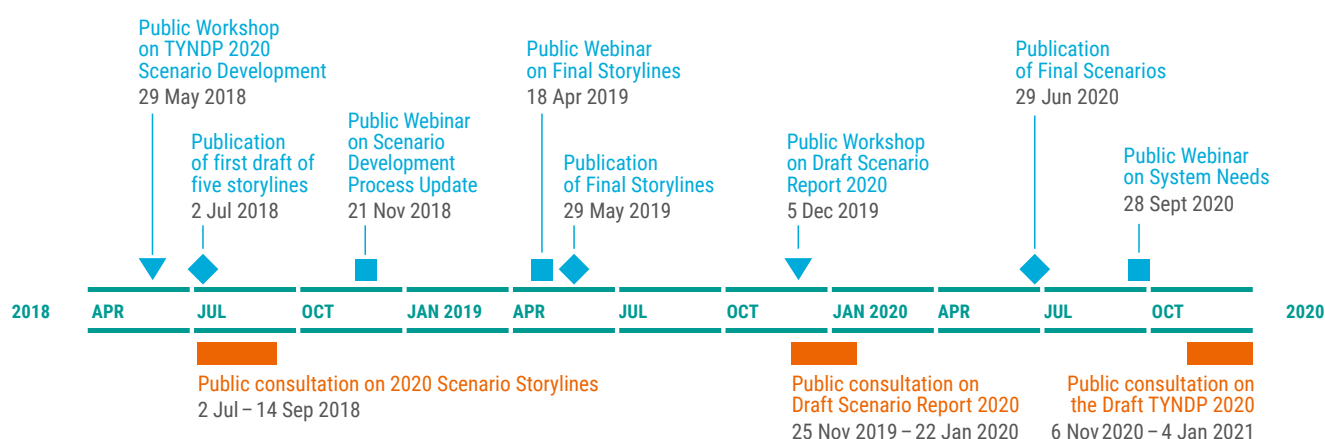 Public Workshop
on TYNDP 2020
Scenario Development
29 May 2018
Publication
of first draft of
five storylines
2 Jul 2018
Public Webinar
on Scenario
Development
Process Update
21 Nov 2018
Public Webinar
on Final Storylines
18 Apr 2019
Publication
of Final Storylines
29 May 2019
Public Workshop
on Draft Scenario
Report 2020
5 Dec 2019
Publication
of Final Scenarios
29 Jun 2020
Public Webinar
on System Needs
28 Sept 2020
2018 APR JUL OCT JAN 2019 APR JUL OCT JAN 2020 APR JUL OCT 2020
Public consultation on 2020 Scenario Storylines
2 Jul – 14 Sep 2018
Public consultation on
Draft Scenario Report 2020
25 Nov 2019 – 22 Jan 2020
Public consultation on
the Draft TYNDP 2020
6 Nov 2020 – 4 Jan 2021